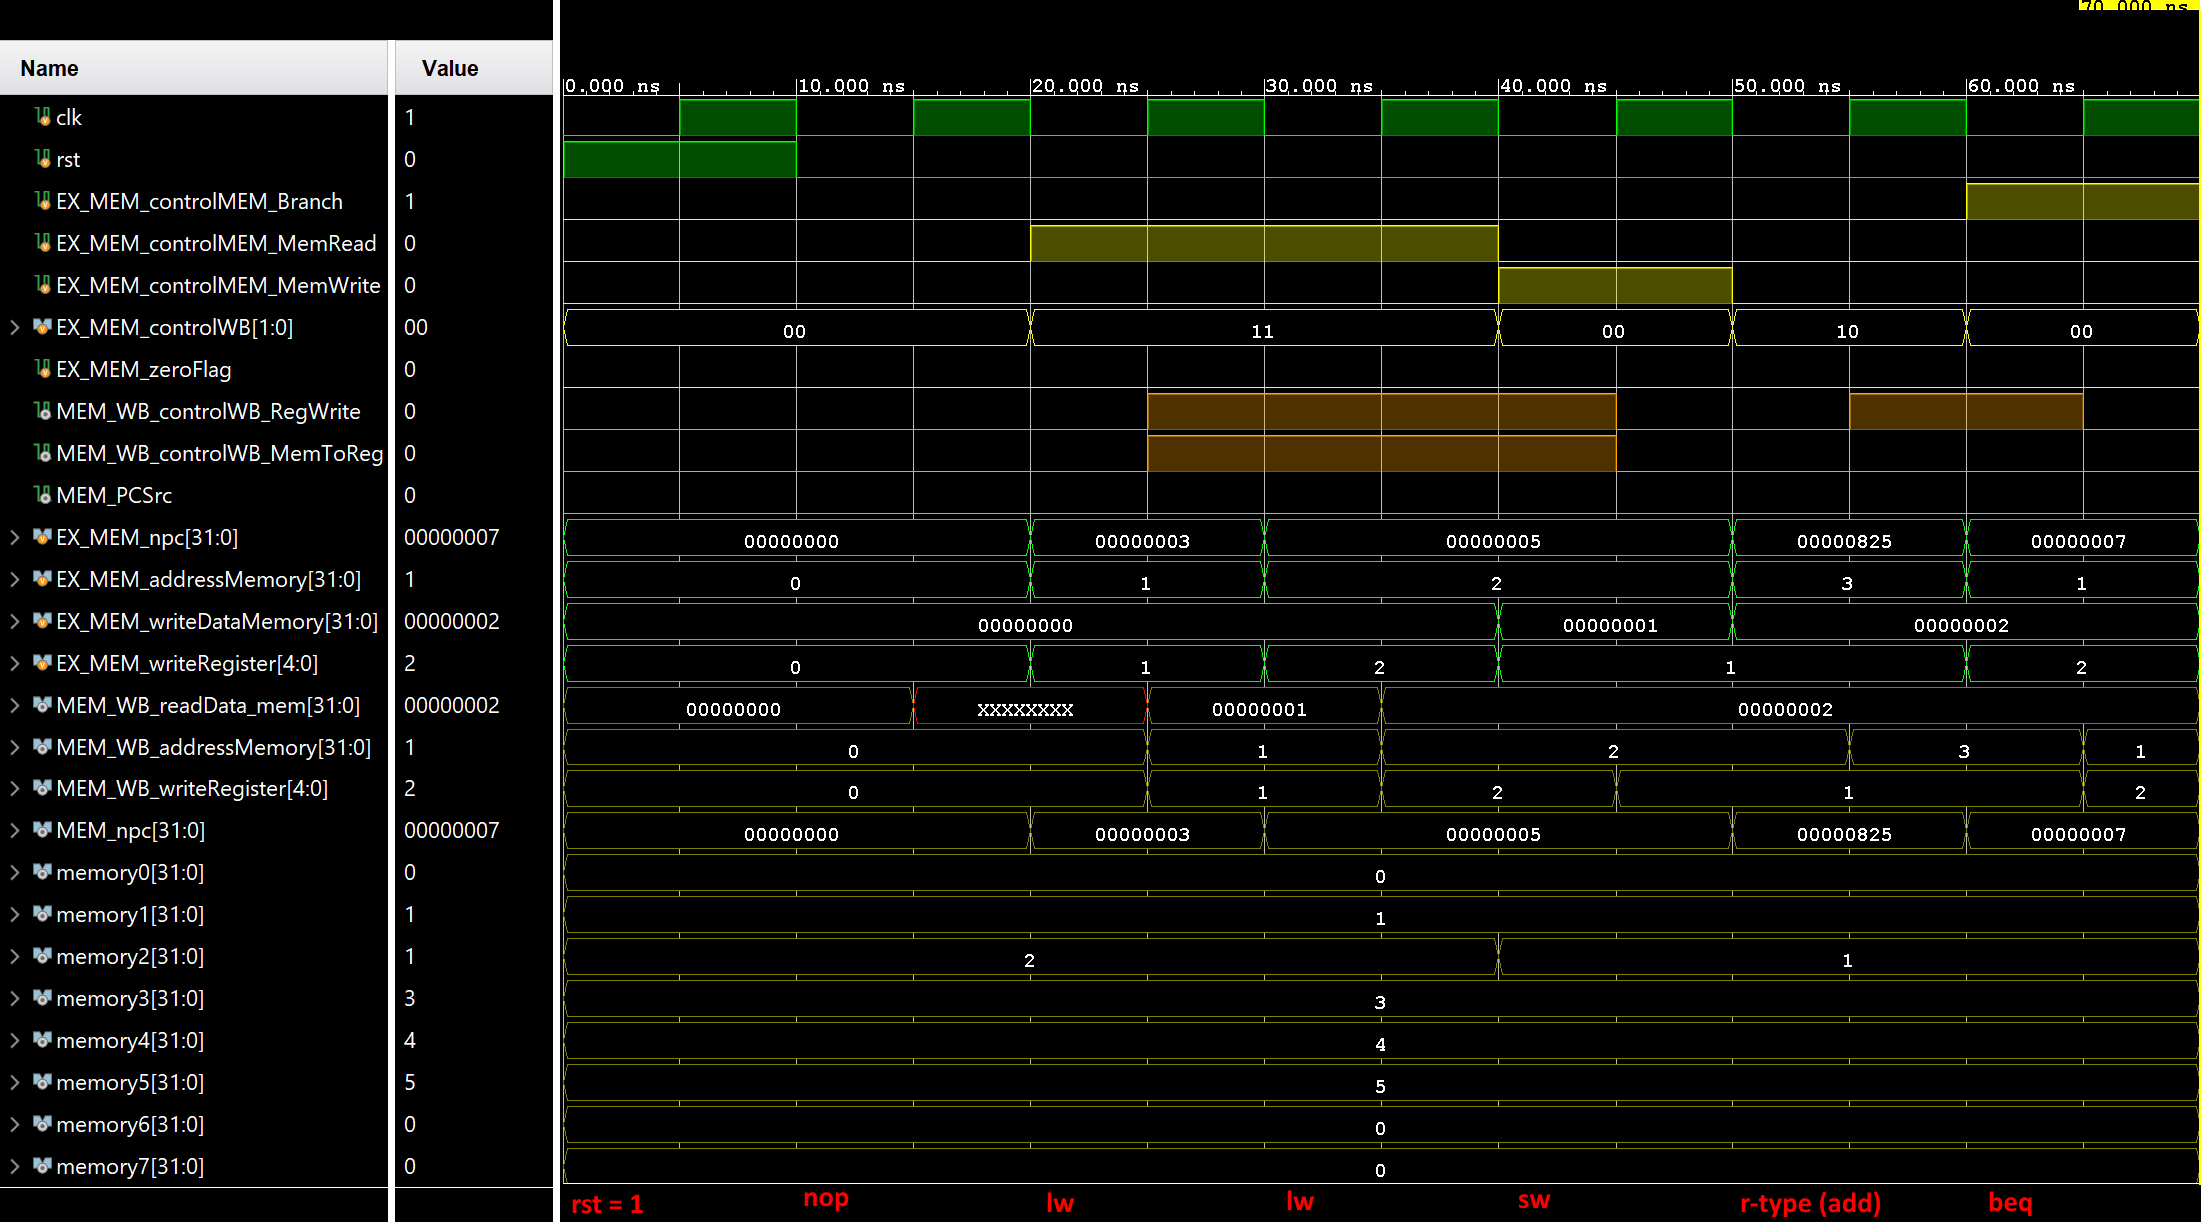 70.000 ns
Name Value
0.000 ns 10.000 ns 20.000 ns 30.000 ns 40.000 ns 50.000 ns 60.000 ns
clk 1
rst 0
EX_MEM_controlMEM_Branch 1
EX_MEM_controlMEM_MemRead 0
EX_MEM_controlMEM_MemWrite 0
EX_MEM_controlWB[1:0] 00 00 11 00 10 00
EX_MEM_zeroFlag 0
MEM_WB_controlWB_RegWrite 0
MEM_WB_controlWB_MemToReg 0
MEM_PCSrc 0
EX_MEM_npc[31:0] 00000007 00000000 00000003 00000005 00000825 00000007
EX_MEM_addressMemory[31:0] 1 0 1 2 3 1
EX_MEM_writeDataMemory[31:0] 00000002 00000000 00000001 00000002
EX_MEM_writeRegister[4:0] 2 0 1 2 1 2
MEM_WB_readData_mem[31:0] 00000002 00000000 XXXXXXXX 00000001 00000002
MEM_WB_addressMemory[31:0] 1 0 1 2 3 1
MEM_WB_writeRegister[4:0] 2 0 1 2 1 2
MEM_npc[31:0] 00000007 00000000 00000003 00000005 00000825 00000007
memory0[31:0] 0 0
memory1[31:0] 1 1
memory2[31:0] 1 2 1
memory3[31:0] 3 3
memory4[31:0] 4 4
memory5[31:0] 5 5
memory6[31:0] 0 0
memory7[31:0] 0 0
rst = 1 nop lw lw sw r-type (add) beq